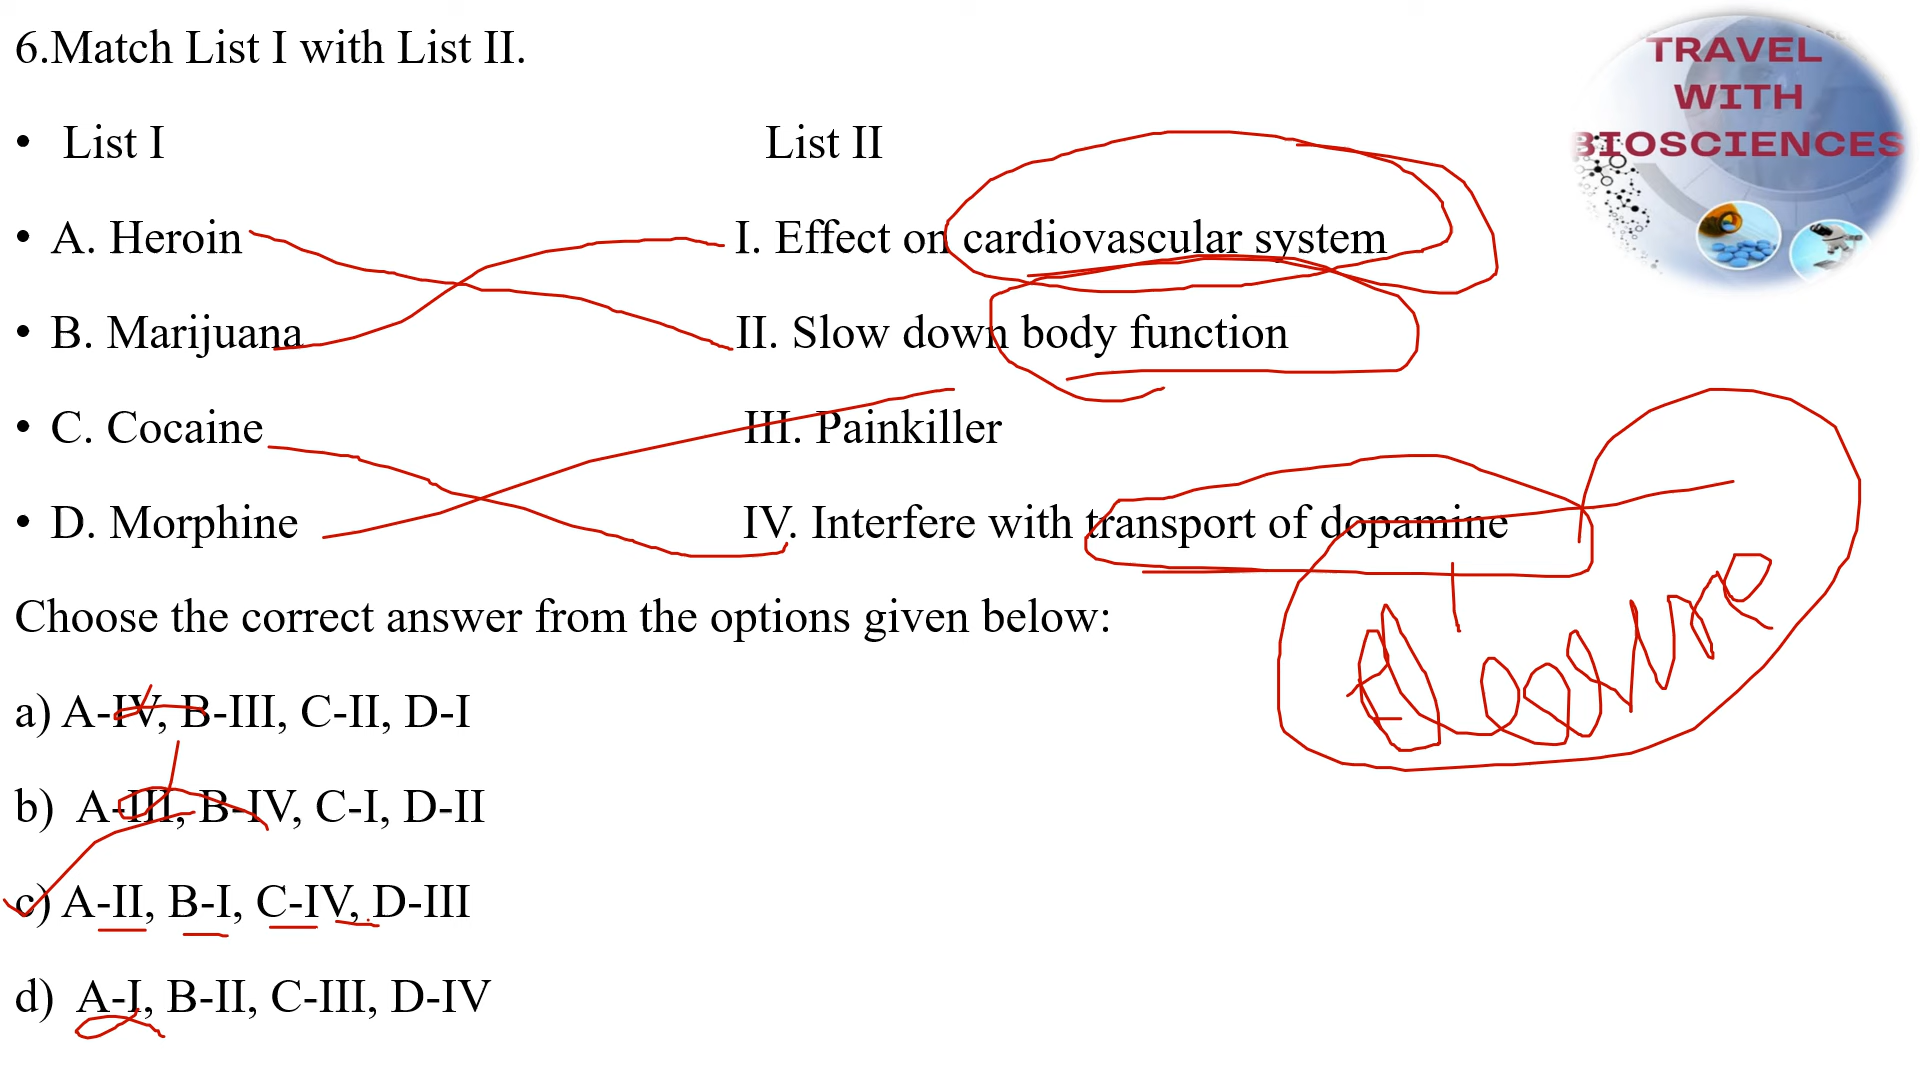 6.Match List I with List II.
TRAVEL
WITH
BIOSCIENCES
• List I List II
• A. Heroin I. Effect on cardiovascular system
• B. Marijuana II. Slow down body function
• C. Cocaine III. Painkiller
• D. Morphine IV. Interfere with transport of dopamine
Choose the correct answer from the options given below:
a) A-IV, B-III, C-II, D-I
b) A-III, B-IV, C-I, D-II
c) A-II, B-I, C-IV, D-III
d) A-I, B-II, C-III, D-IV